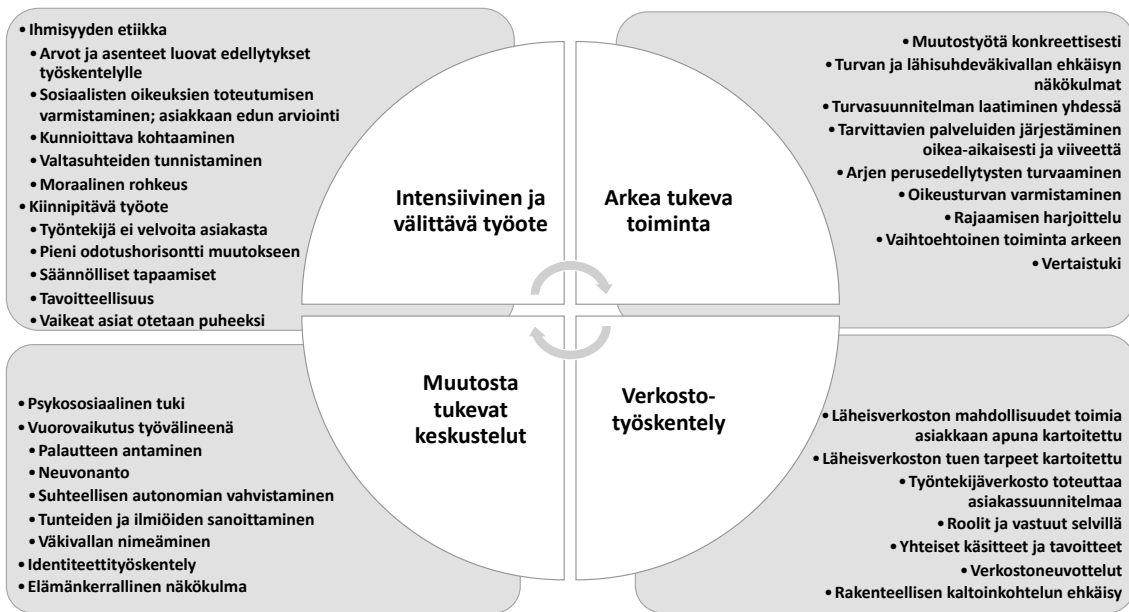 • Ihmisyyden etiikka
• Arvot ja asenteet luovat edellytykset
työskentelylle
• Sosiaalisten oikeuksien toteutumisen
varmistaminen; asiakkaan edun arviointi
• Kunnioittava kohtaaminen
• Valtasuhteiden tunnistaminen
• Moraalinen rohkeus
• Kiinnipitävä työote
• Työntekijä ei velvoita asiakasta
• Pieni odotushorisontti muutokseen
• Säännölliset tapaamiset
• Tavoitteellisuus
• Vaikeat asiat otetaan puheeksi
Intensiivinen ja
välittävä työote
Arkea tukeva
toiminta
• Muutostyötä konkreettisesti
• Turvan ja lähisuhdeväkivallan ehkäisyn
näkökulmat
• Turvasuunnitelman laatiminen yhdessä
• Tarvittavien palveluiden järjestäminen
oikea-aikaisesti ja viiveettä
• Arjen perusedellytysten turvaaminen
• Oikeusturvan varmistaminen
• Rajaamisen harjoittelu
• Vaihtoehtoinen toiminta arkeen
• Vertaistuki
• Psykososiaalinen tuki
• Vuorovaikutus työvälineenä
• Palautteen antaminen
• Neuvonanto
• Suhteellisen autonomian vahvistaminen
• Tunteiden ja ilmiöiden sanoittaminen
• Väkivallan nimeäminen
• Identiteettityöskentely
• Elämänkerrallinen näkökulma
Muutosta
tukevat
keskustelut
Verkosto-
työskentely
• Läheisverkoston mahdollisuudet toimia
asiakkaan apuna kartoitettu
• Läheisverkoston tuen tarpeet kartoitettu
• Työntekijäverkosto toteuttaa
asiakassuunnitelmaa
• Roolit ja vastuut selvillä
• Yhteiset käsitteet ja tavoitteet
• Verkostoneuvottelut
• Rakenteellisen kaltoinkohtelun ehkäisy